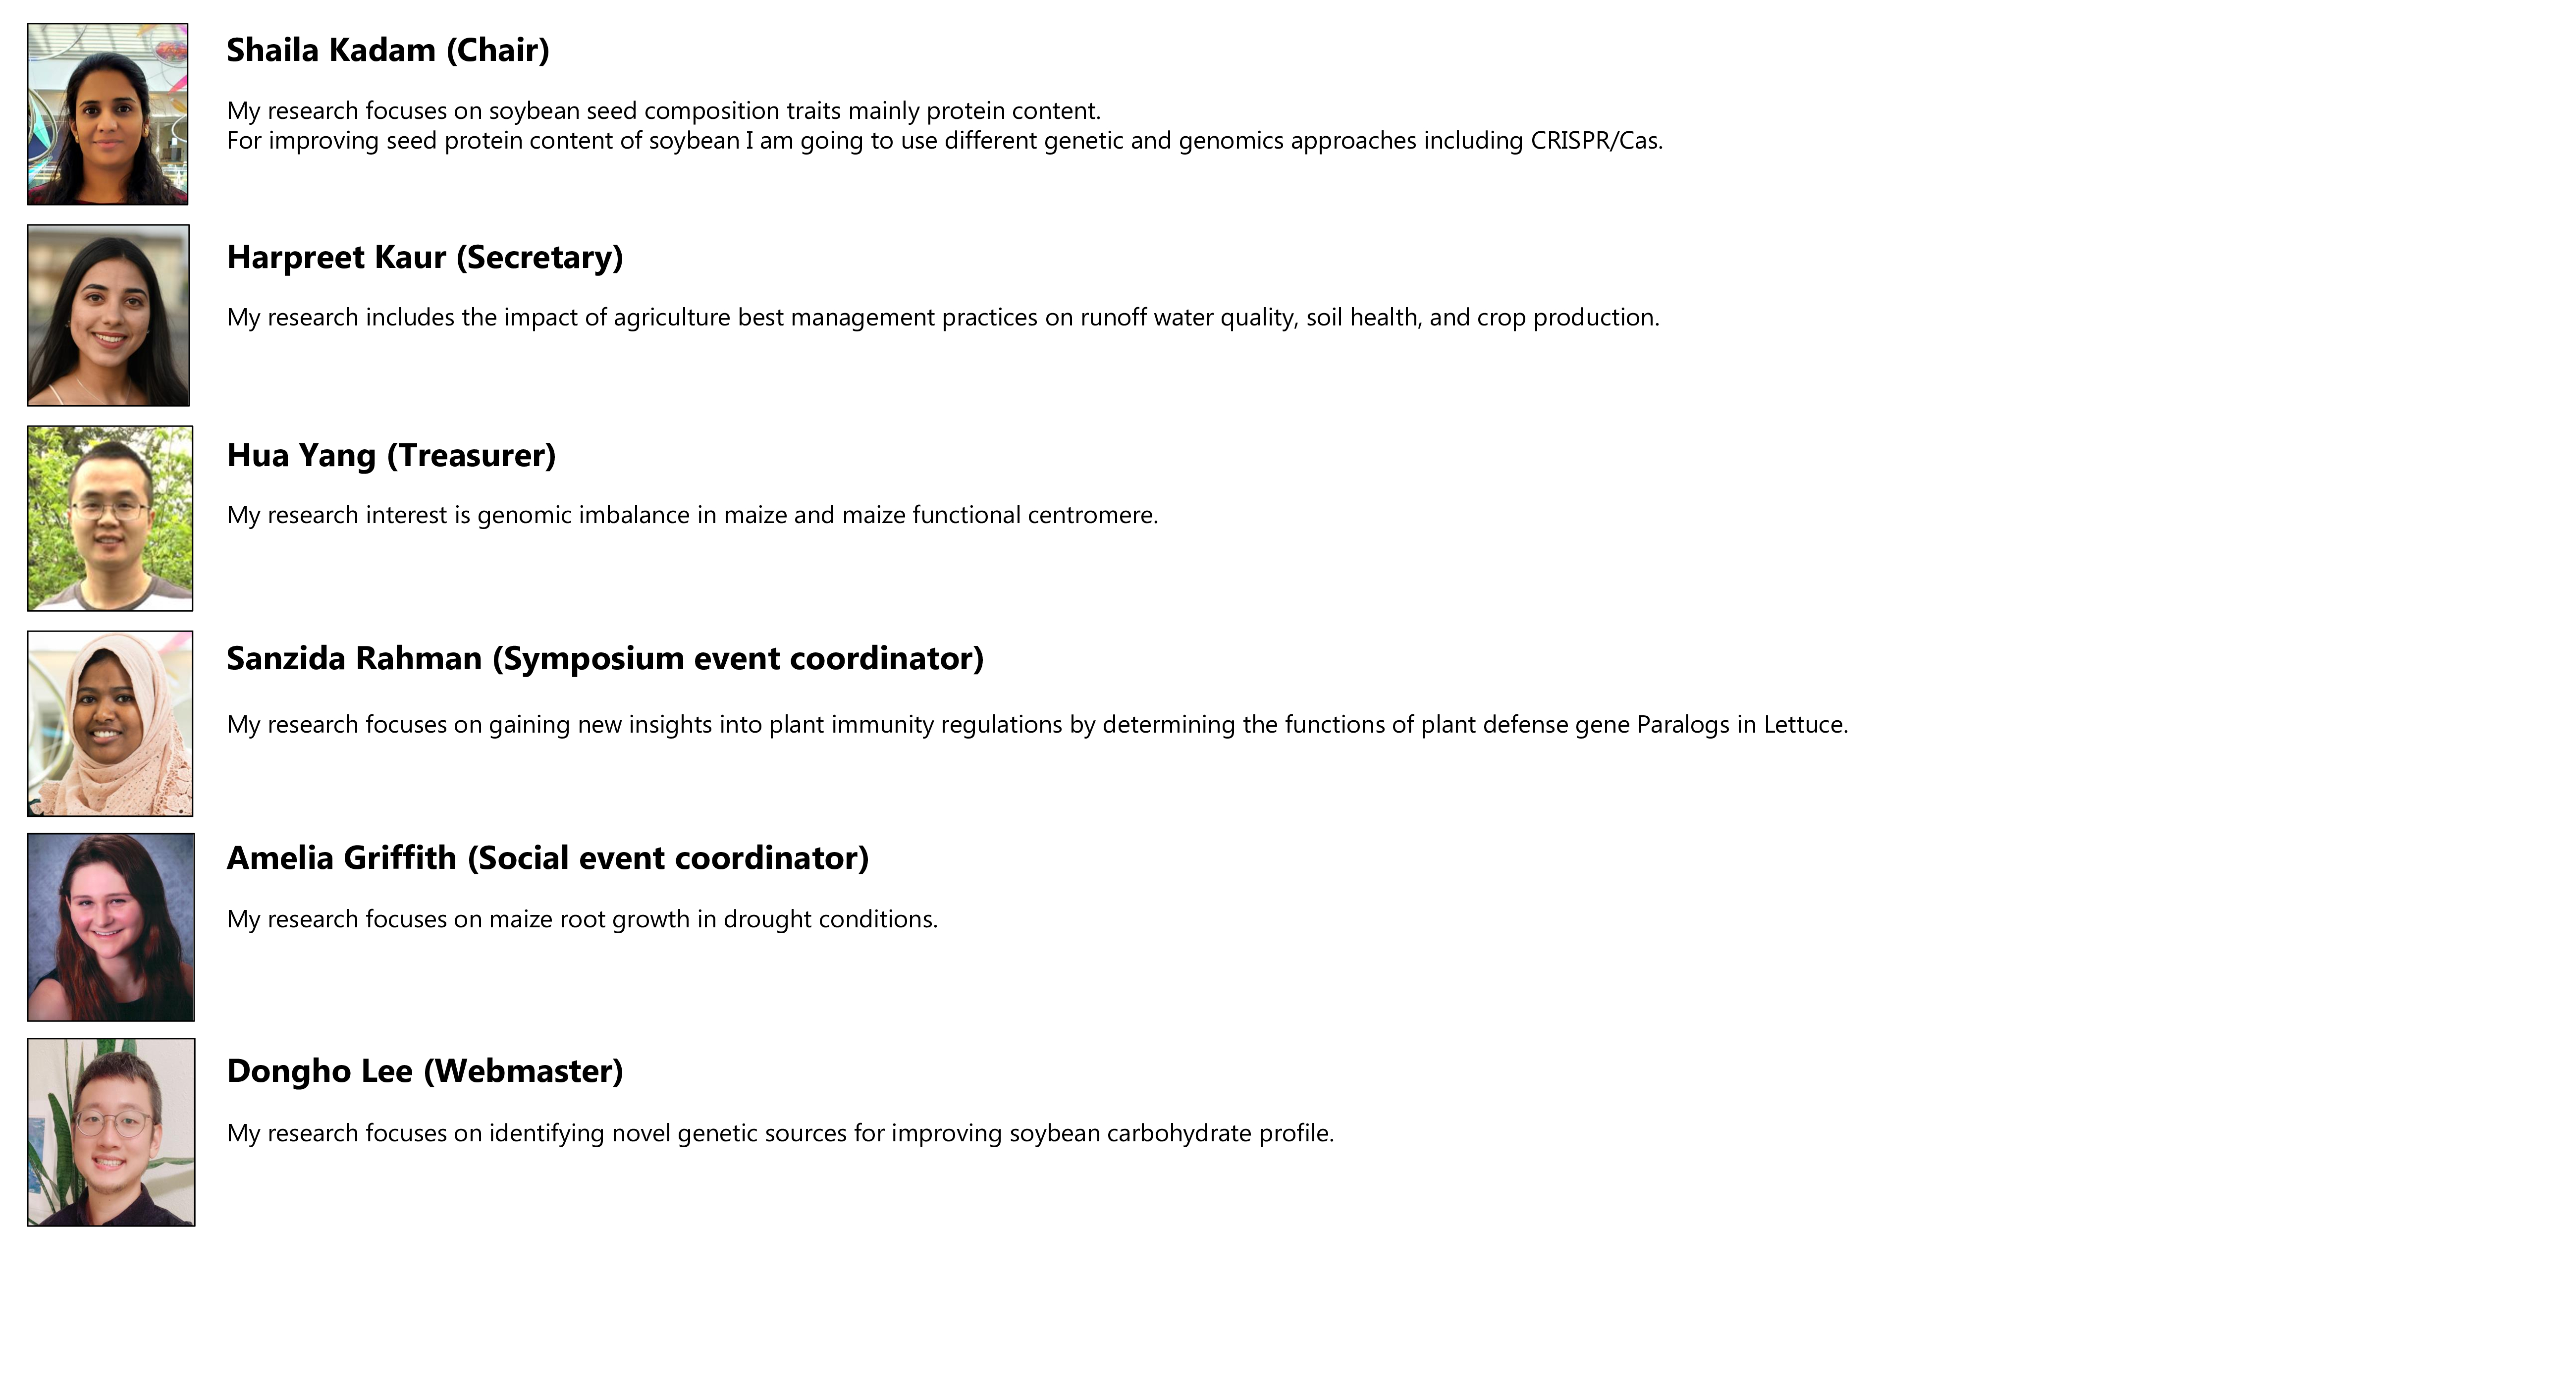 Shaila Kadam (Chair)
My research focuses on soybean seed composition traits mainly protein content.
For improving seed protein content of soybean I am going to use different genetic and genomics approaches including CRISPR/Cas.
Harpreet Kaur (Secretary)
My research includes the impact of agriculture best management practices on runoff water quality, soil health, and crop production.
Hua Yang (Treasurer)
My research interest is genomic imbalance in maize and maize functional centromere.
Sanzida Rahman (Symposium event coordinator)
My research focuses on gaining new insights into plant immunity regulations by determining the functions of plant defense gene Paralogs in Lettuce.
Amelia Griffith (Social event coordinator)
My research focuses on maize root growth in drought conditions.
Dongho Lee (Webmaster)
My research focuses on identifying novel genetic sources for improving soybean carbohydrate profile.